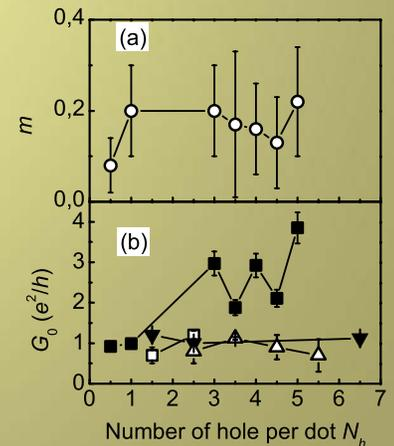 0,4
(a)
m
0,2
0,0
(b)
4
3
G₀ (e²/h)
2
1
0
0 1 2 3 4 5 6 7
Number of hole per dot Nₕ